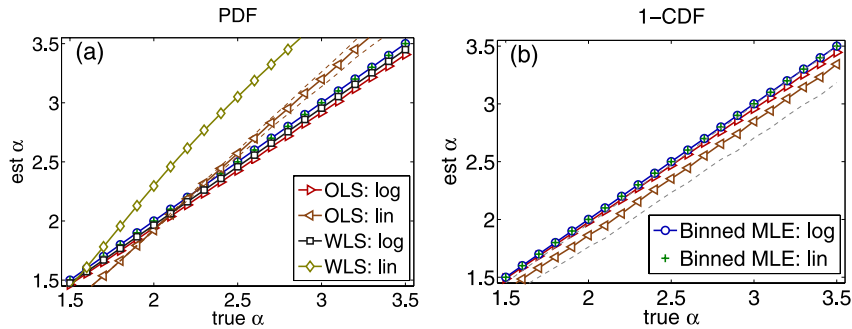 PDF
(a)
3.5
3
2.5
2
1.5
est α
1.5 2 2.5 3 3.5
true α
OLS: log
OLS: lin
WLS: log
WLS: lin
1−CDF
(b)
3.5
3
2.5
2
1.5
est α
1.5 2 2.5 3 3.5
true α
Binned MLE: log
Binned MLE: lin